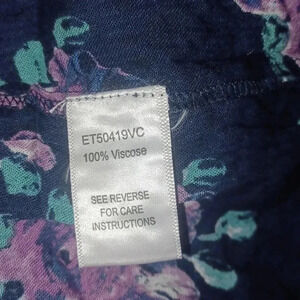 ET50419VC
100% Viscose
SEE REVERSE
FOR CARE
INSTRUCTIONS